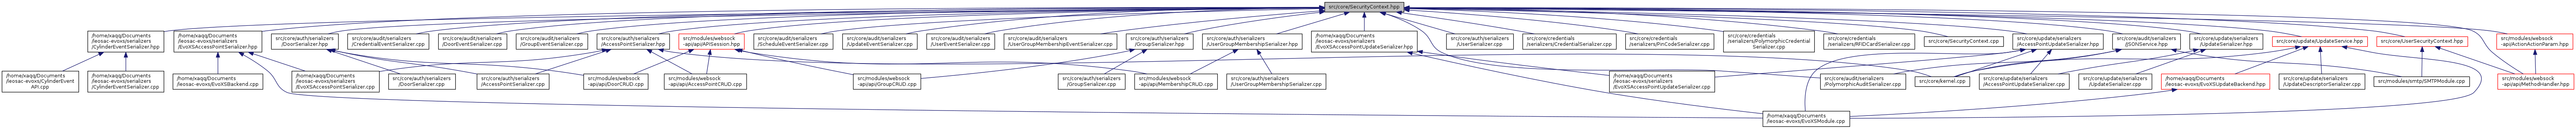 src/core/SecurityContext.hpp
/home/xaqq/Documents
/leosac-evoxs/serializers
/CylinderEventSerializer.hpp
/home/xaqq/Documents
/leosac-evoxs/serializers
/EvoXSAccessPointSerializer.hpp
src/core/auth/serializers
/DoorSerializer.hpp
src/core/audit/serializers
/CredentialEventSerializer.cpp
src/core/audit/serializers
/DoorEventSerializer.cpp
src/core/audit/serializers
/GroupEventSerializer.cpp
src/core/auth/serializers
/AccessPointSerializer.hpp
src/modules/websock
-api/api/APISession.hpp
src/core/audit/serializers
/ScheduleEventSerializer.cpp
src/core/audit/serializers
/UpdateEventSerializer.cpp
src/core/audit/serializers
/UserEventSerializer.cpp
src/core/audit/serializers
/UserGroupMembershipEventSerializer.cpp
src/core/auth/serializers
/GroupSerializer.hpp
src/core/auth/serializers
/UserGroupMembershipSerializer.hpp
/home/xaqq/Documents
/leosac-evoxs/serializers
/EvoXSAccessPointUpdateSerializer.hpp
src/core/auth/serializers
/UserSerializer.cpp
src/core/credentials
/serializers/CredentialSerializer.cpp
src/core/credentials
/serializers/PinCodeSerializer.cpp
src/core/credentials
/serializers/PolymorphicCredential
Serializer.cpp
src/core/credentials
/serializers/RFIDCardSerializer.cpp
src/core/SecurityContext.cpp
src/core/update/serializers
/AccessPointUpdateSerializer.hpp
src/core/audit/serializers
/JSONService.hpp
src/core/update/serializers
/UpdateSerializer.hpp
src/core/update/UpdateService.hpp
src/core/UserSecurityContext.hpp
src/modules/websock
-api/ActionActionParam.hpp
/home/xaqq/Documents
/leosac-evoxs/CylinderEvent
API.cpp
/home/xaqq/Documents
/leosac-evoxs/serializers
/CylinderEventSerializer.cpp
/home/xaqq/Documents
/leosac-evoxs/EvoXSBackend.cpp
/home/xaqq/Documents
/leosac-evoxs/serializers
/EvoXSAccessPointSerializer.cpp
src/core/auth/serializers
/DoorSerializer.cpp
src/core/auth/serializers
/AccessPointSerializer.cpp
src/modules/websock
-api/api/DoorCRUD.cpp
src/modules/websock
-api/api/AccessPointCRUD.cpp
src/modules/websock
-api/api/GroupCRUD.cpp
src/modules/websock
-api/api/MembershipCRUD.cpp
src/core/auth/serializers
/GroupSerializer.cpp
src/core/auth/serializers
/UserGroupMembershipSerializer.cpp
/home/xaqq/Documents
/leosac-evoxs/serializers
/EvoXSAccessPointUpdateSerializer.cpp
src/core/audit/serializers
/PolymorphicAuditSerializer.cpp
src/core/kernel.cpp
src/core/update/serializers
/AccessPointUpdateSerializer.cpp
src/core/update/serializers
/UpdateSerializer.cpp
/home/xaqq/Documents
/leosac-evoxs/EvoXSUpdateBackend.hpp
src/core/update/serializers
/UpdateDescriptorSerializer.cpp
src/modules/smtp/SMTPModule.cpp
src/modules/websock
-api/api/MethodHandler.hpp
/home/xaqq/Documents
/leosac-evoxs/EvoXSModule.cpp